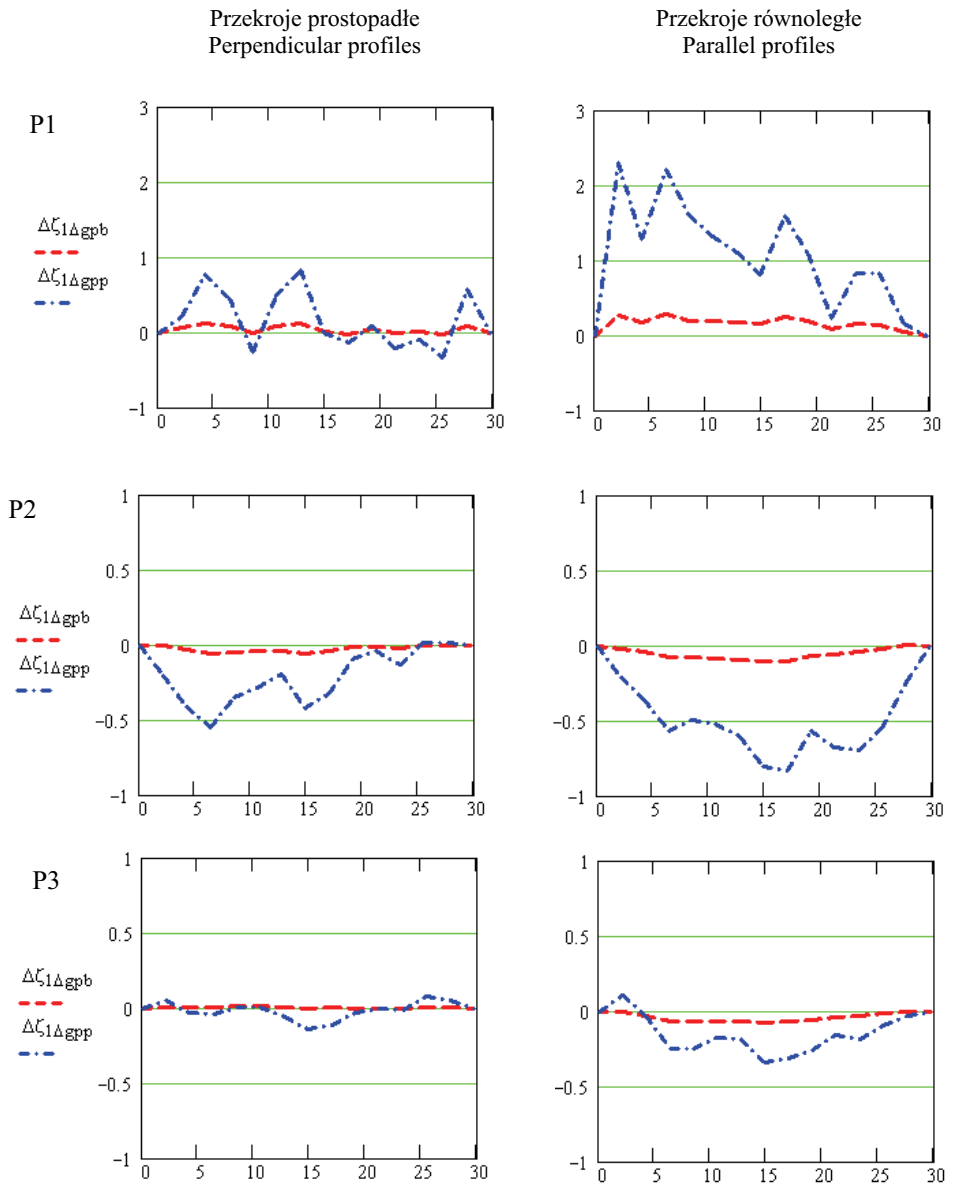 Przekroje prostopadłe
Perpendicular profiles
Przekroje równoległe
Parallel profiles
P1
Δζ1Δgpb
Δζ1Δgpp
3
2
1
0
−1
0 5 10 15 20 25 30
3
2
1
0
−1
0 5 10 15 20 25 30
P2
Δζ1Δgpb
Δζ1Δgpp
1
0.5
0
−0.5
−1
0 5 10 15 20 25 30
1
0.5
0
−0.5
−1
0 5 10 15 20 25 30
P3
Δζ1Δgpb
Δζ1Δgpp
1
0.5
0
−0.5
−1
0 5 10 15 20 25 30
1
0.5
0
−0.5
−1
0 5 10 15 20 25 30